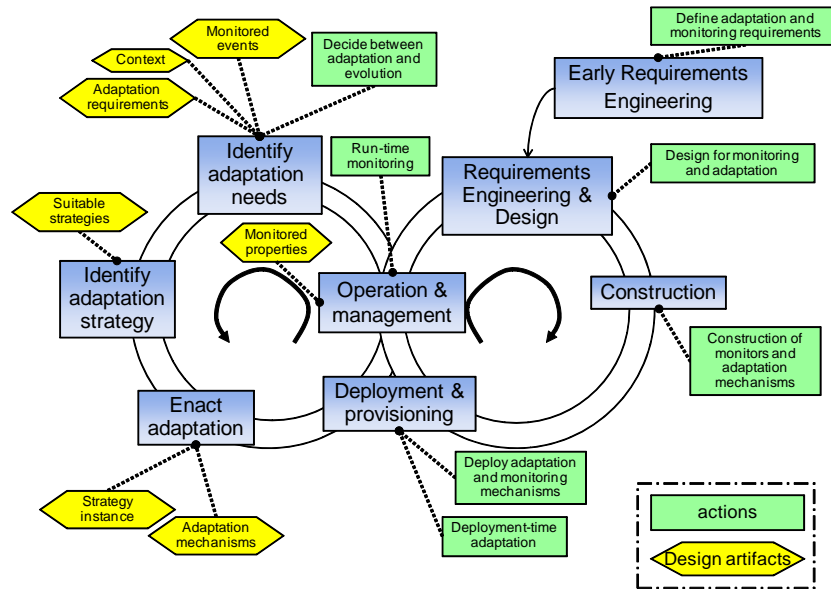 Monitored
events
Context
Adaptation
requirements
Decide between
adaptation and
evolution
Define adaptation and
monitoring requirements
Early Requirements
Engineering
Identify
adaptation
needs
Run-time
monitoring
Requirements
Engineering &
Design
Design for monitoring
and adaptation
Suitable
strategies
Monitored
properties
Identify
adaptation
strategy
Operation &
management
Construction
Construction of
monitors and
adaptation
mechanisms
Enact
adaptation
Deployment &
provisioning
Deploy adaptation
and monitoring
mechanisms
Strategy
instance
Adaptation
mechanisms
Deployment-time
adaptation
actions
Design artifacts